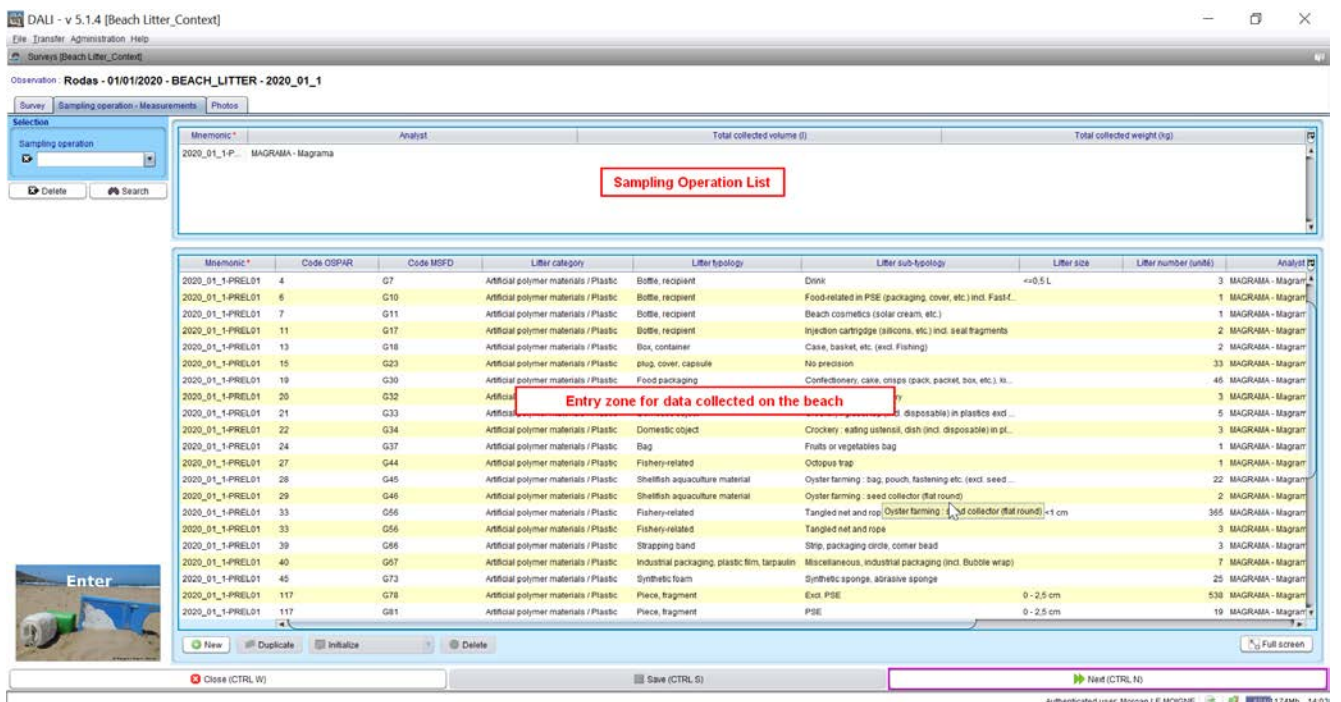 DALI - v 5.1.4 [Beach Litter_Context]
File Transfer Administration Help
Surveys [Beach Litter_Context]
Observation : Rodas - 01/01/2020 - BEACH_LITTER - 2020_01_1
Survey Sampling operation - Measurements Photos
Selection
Sampling operation
Delete Search
Mnemonic * Analyst Total collected volume (l) Total collected weight (kg)
2020_01_1-P... MAGRAMA - Magrama
Sampling Operation List
Mnemonic * Code OSPAR Code MSFD Litter category Litter typology Litter sub-typology Litter size Litter number (unité) Analyst
2020_01_1-PREL01 4 G7 Artificial polymer materials / Plastic Bottle, recipient Drink <=0,5 L 3 MAGRAMA - Magram
2020_01_1-PREL01 6 G10 Artificial polymer materials / Plastic Bottle, recipient Food-related in PSE (packaging, cover, etc.) incl. Fast-f... 1 MAGRAMA - Magram
2020_01_1-PREL01 7 G11 Artificial polymer materials / Plastic Bottle, recipient Beach cosmetics (solar cream, etc.) 1 MAGRAMA - Magram
2020_01_1-PREL01 11 G17 Artificial polymer materials / Plastic Bottle, recipient Injection cartrigdge (silicons, etc.) incl. seal fragments 2 MAGRAMA - Magram
2020_01_1-PREL01 13 G18 Artificial polymer materials / Plastic Box, container Case, basket, etc. (excl. Fishing) 2 MAGRAMA - Magram
2020_01_1-PREL01 15 G23 Artificial polymer materials / Plastic plug, cover, capsule No precision 33 MAGRAMA - Magram
2020_01_1-PREL01 19 G30 Artificial polymer materials / Plastic Food packaging Confectionery, cake, crisps (pack, packet, box, etc.), lo... 46 MAGRAMA - Magram
2020_01_1-PREL01 20 G32 Artificial 3 MAGRAMA - Magram
Entry zone for data collected on the beach
2020_01_1-PREL01 21 G33 disposable) in plastics excl ... 5 MAGRAMA - Magram
2020_01_1-PREL01 22 G34 Artificial polymer materials / Plastic Domestic object Crockery : eating ustensil, dish (incl. disposable) in pl... 3 MAGRAMA - Magram
2020_01_1-PREL01 24 G37 Artificial polymer materials / Plastic Bag Fruits or vegetables bag 1 MAGRAMA - Magram
2020_01_1-PREL01 27 G44 Artificial polymer materials / Plastic Fishery-related Octopus trap 1 MAGRAMA - Magram
2020_01_1-PREL01 28 G45 Artificial polymer materials / Plastic Shellfish aquaculture material Oyster farming : bag, pouch, fastening etc. (excl. seed ... 22 MAGRAMA - Magram
2020_01_1-PREL01 29 G46 Artificial polymer materials / Plastic Shellfish aquaculture material Oyster farming : seed collector (flat round) 2 MAGRAMA - Magram
2020_01_1-PREL01 33 G56 Artificial polymer materials / Plastic Fishery-related Tangled net and rop Oyster farming : collector (flat round) <1 cm 365 MAGRAMA - Magram
2020_01_1-PREL01 33 G56 Artificial polymer materials / Plastic Fishery-related Tangled net and rope 3 MAGRAMA - Magram
2020_01_1-PREL01 39 G66 Artificial polymer materials / Plastic Strapping band Strip, packaging circle, corner bead 3 MAGRAMA - Magram
2020_01_1-PREL01 40 G67 Artificial polymer materials / Plastic Industrial packaging, plastic film, tarpaulin Miscellaneous, industrial packaging (incl. Bubble wrap) 7 MAGRAMA - Magram
2020_01_1-PREL01 45 G73 Artificial polymer materials / Plastic Synthetic foam Synthetic sponge, abrasive sponge 25 MAGRAMA - Magram
2020_01_1-PREL01 117 G78 Artificial polymer materials / Plastic Piece, fragment Excl. PSE 0 - 2,5 cm 538 MAGRAMA - Magram
2020_01_1-PREL01 117 G81 Artificial polymer materials / Plastic Piece, fragment PSE 0 - 2,5 cm 19 MAGRAMA - Magram
Enter
New Duplicate Initialize Delete Full screen
Close (CTRL W) Save (CTRL S) Next (CTRL N)
Authenticated user: Morgan LE MOIGNE 174Mb